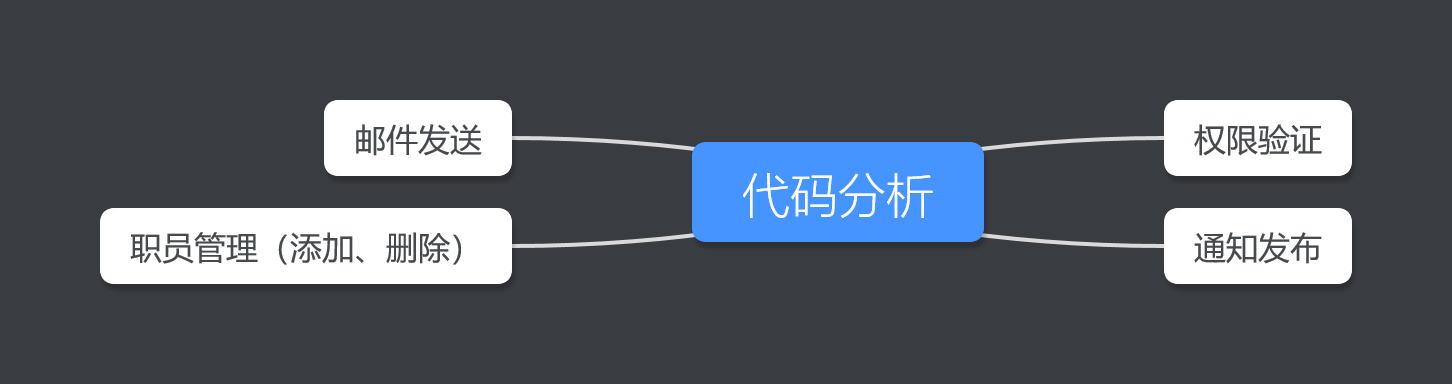 邮件发送
权限验证
代码分析
职员管理（添加、删除）
通知发布